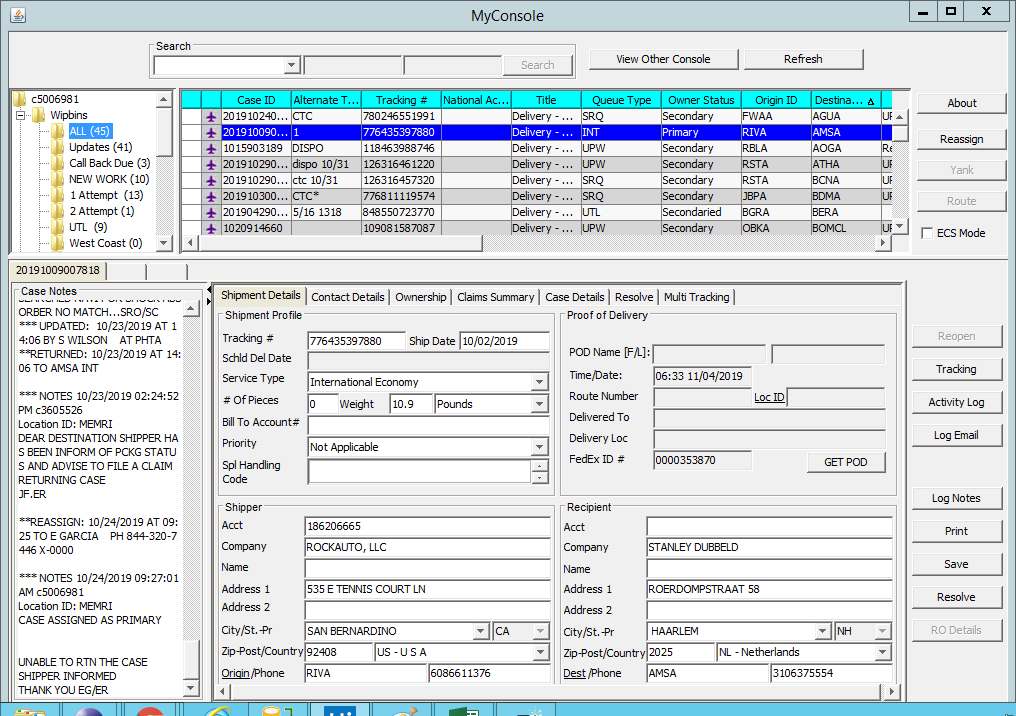 MyConsole
Search
Search
View Other Console
Refresh
c5006981
Wipbins
ALL (45)
Updates (41)
Call Back Due (3)
NEW WORK (10)
1 Attempt (13)
2 Attempt (1)
UTL (9)
West Coast (0)
Case ID Alternate T... Tracking # National Ac... Title Queue Type Owner Status Origin ID Destina...
201910240... CTC 780246551991 Delivery - ... SRQ Secondary FWAA AGUA
201910090... 1 776435397880 Delivery - ... INT Primary RIVA AMSA
1015903189 DISPO 118463988746 Delivery - ... UPW Secondary RBLA AOGA
201910290... dispo 10/31 126316461220 Delivery - ... UPW Secondary RSTA ATHA
201910290... ctc 10/31 126316457320 Delivery - ... SRQ Secondary RSTA BCNA
201910300... CTC* 776811119574 Delivery - ... SRQ Secondary JBPA BDMA
201904290... 5/16 1318 848550723770 Delivery - ... UTL Secondaried BGRA BERA
1020914660 109081587087 Delivery - ... UPW Secondary OBKA BOMCL
About
Reassign
Yank
Route
ECS Mode
20191009007818
Case Notes
ORBER NO MATCH...SRO/SC
*** UPDATED: 10/23/2019 AT 1
4:06 BY S WILSON AT PHTA
**RETURNED: 10/23/2019 AT 14:
06 TO AMSA INT
*** NOTES 10/23/2019 02:24:52
PM c3605526
Location ID: MEMRI
DEAR DESTINATION SHIPPER HA
S BEEN INFORM OF PCKG STATU
S AND ADVISE TO FILE A CLAIM
RETURNING CASE
JF.ER
**REASSIGN: 10/24/2019 AT 09:
25 TO E GARCIA PH 844-320-7
446 X-0000
*** NOTES 10/24/2019 09:27:01
AM c5006981
Location ID: MEMRI
CASE ASSIGNED AS PRIMARY
UNABLE TO RTN THE CASE
SHIPPER INFORMED
THANK YOU EG/ER
Shipment Details Contact Details Ownership Claims Summary Case Details Resolve Multi Tracking
Shipment Profile
Tracking # 776435397880 Ship Date 10/02/2019
Schld Del Date
Service Type International Economy
# Of Pieces 0 Weight 10.9 Pounds
Bill To Account#
Priority Not Applicable
Spl Handling
Code
Proof of Delivery
POD Name [F/L]:
Time/Date: 06:33 11/04/2019
Route Number Loc ID
Delivered To
Delivery Loc
FedEx ID # 0000353870 GET POD
Shipper
Acct 186206665
Company ROCKAUTO, LLC
Name
Address 1 535 E TENNIS COURT LN
Address 2
City/St.-Pr SAN BERNARDINO CA
Zip-Post/Country 92408 US - U S A
Origin/Phone RIVA 6086611376
Recipient
Acct
Company STANLEY DUBBELD
Name
Address 1 ROERDOMPSTRAAT 58
Address 2
City/St.-Pr HAARLEM NH
Zip-Post/Country 2025 NL - Netherlands
Dest /Phone AMSA 3106375554
Reopen
Tracking
Activity Log
Log Email
Log Notes
Print
Save
Resolve
RO Details